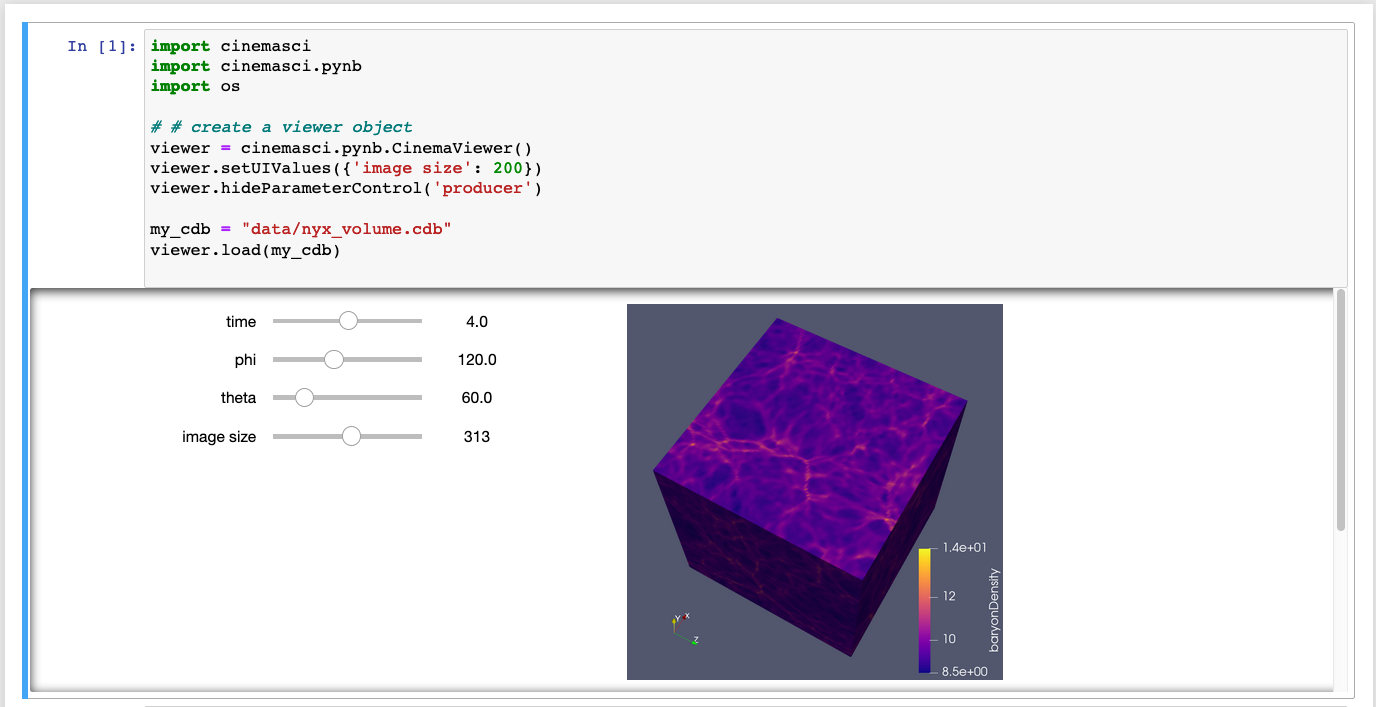 In [1]:
import cinemasci
import cinemasci.pynb
import os
# # create a viewer object
viewer = cinemasci.pynb.CinemaViewer()
viewer.setUIValues({'image size': 200})
viewer.hideParameterControl('producer')
my_cdb = "data/nyx_volume.cdb"
viewer.load(my_cdb)
time 4.0
phi 120.0
theta 60.0
image size 313
1.4e+01
12
10
8.5e+00
baryonDensity
Y X
Z